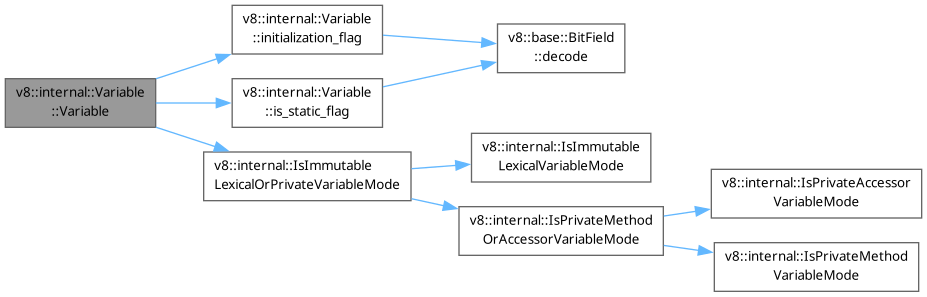 v8::internal::Variable
::Variable
v8::internal::Variable
::initialization_flag
v8::internal::Variable
::is_static_flag
v8::internal::IsImmutable
LexicalOrPrivateVariableMode
v8::base::BitField
::decode
v8::internal::IsImmutable
LexicalVariableMode
v8::internal::IsPrivateMethod
OrAccessorVariableMode
v8::internal::IsPrivateAccessor
VariableMode
v8::internal::IsPrivateMethod
VariableMode